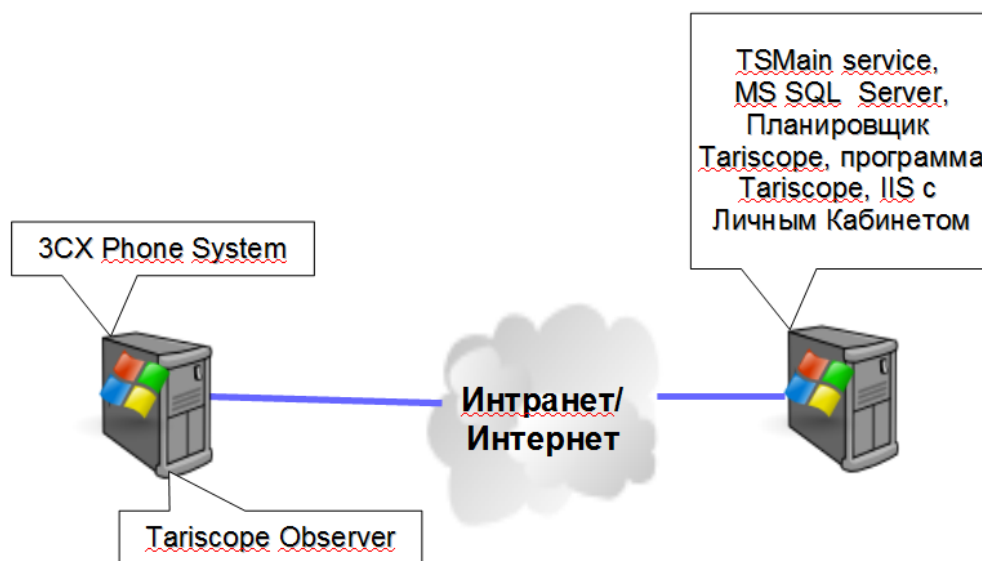 TSMain service,
MS SQL Server,
Планировщик
Tariscope, программа
Tariscope, IIS с
Личным Кабинетом
3CX Phone System
Интранет/
Интернет
Tariscope Observer